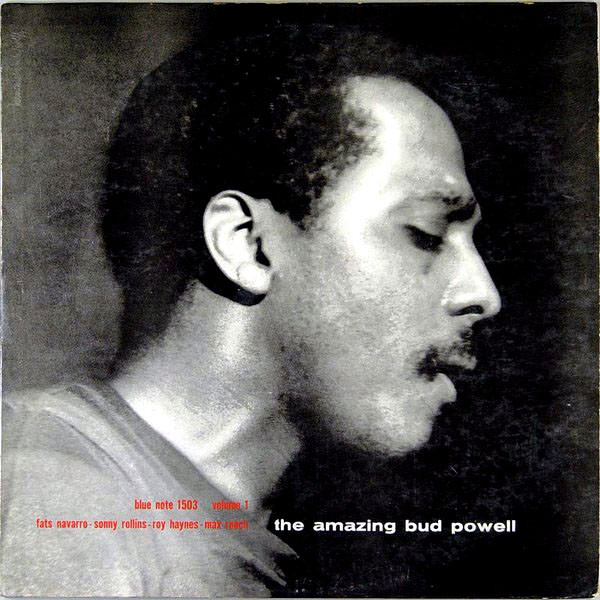 blue note 1503 volume 1
fats navarro - sonny rollins - roy haynes - max roach
the amazing bud powell